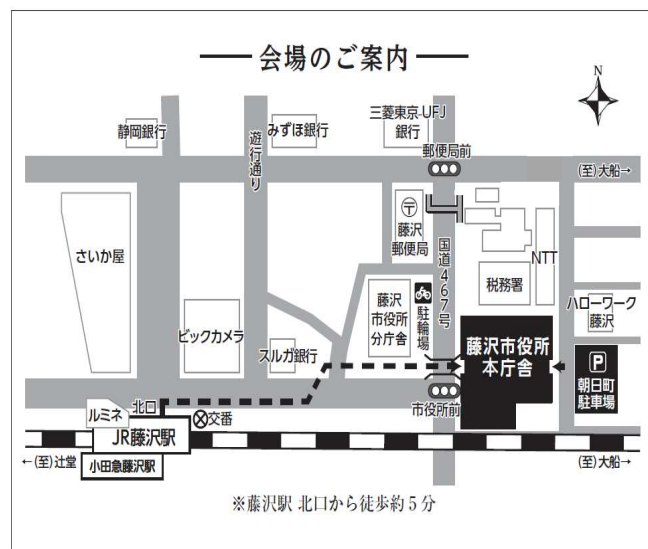 会場のご案内
N
静岡銀行
遊行通り
みずほ銀行
三菱東京UFJ
銀行
郵便局前
(至)大船→
さいか屋
〒
藤沢
郵便局
国道467号
NTT
税務署
ハローワーク
藤沢
ビックカメラ
スルガ銀行
藤沢
市役所
分庁舎
駐輪場
藤沢市役所
本庁舎
P
朝日町
駐車場
市役所前
北口
ルミネ
交番
JR藤沢駅
←(至)辻堂
小田急藤沢駅
(至)大船→
※藤沢駅 北口から徒歩約5分